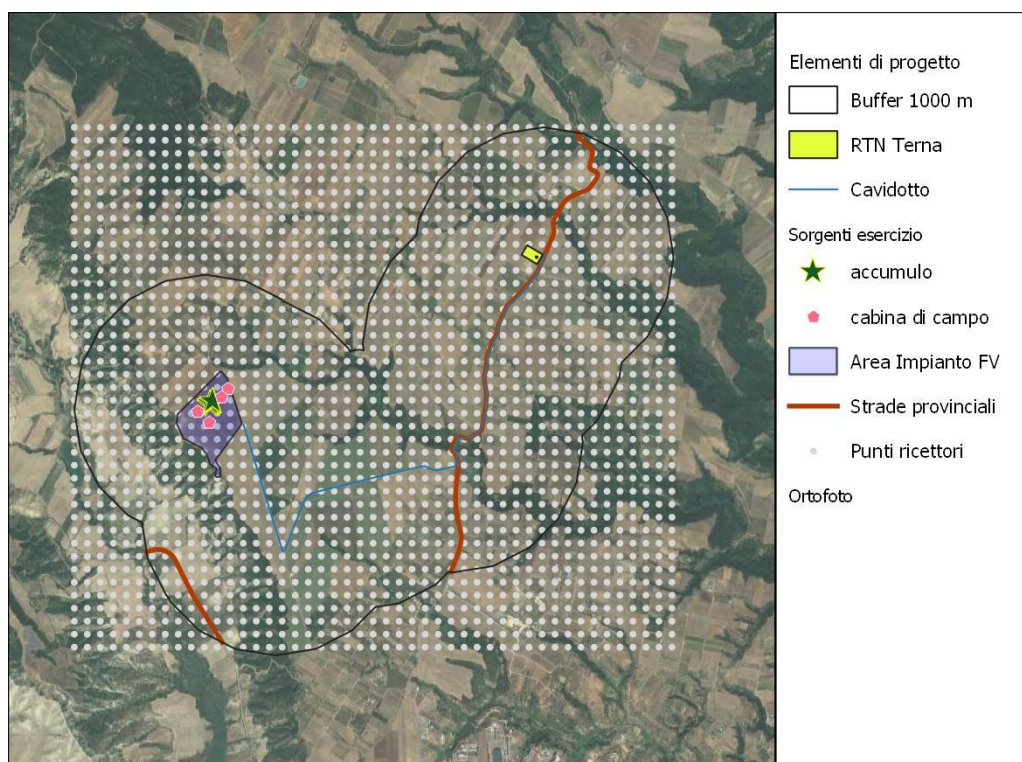 Elementi di progetto
Buffer 1000 m
RTN Terna
Cavidotto
Sorgenti esercizio
accumulo
cabina di campo
Area Impianto FV
Strade provinciali
Punti ricettori
Ortofoto